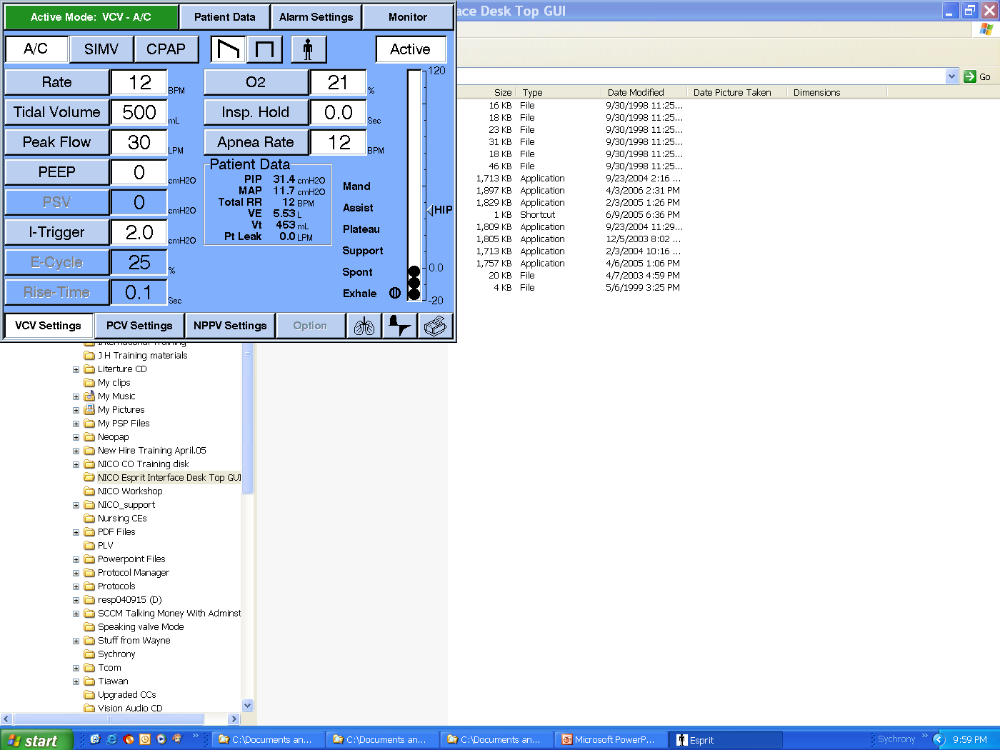 Active Mode: VCV - A/C
Patient Data
Alarm Settings
Monitor
ace Desk Top GUI
A/C
SIMV
CPAP
Active
Rate 12 BPM
O2 21 %
120
Tidal Volume 500 mL
Insp. Hold 0.0 Sec
Peak Flow 30 LPM
Apnea Rate 12 BPM
PEEP 0 cmH2O
PSV 0 cmH2O
I-Trigger 2.0 cmH2O
E-Cycle 25 %
Rise-Time 0.1 Sec
Patient Data
PIP 31.4 cmH2O
MAP 11.7 cmH2O
Total RR 12 BPM
VE 5.53 L
Vt 453 mL
Pt Leak 0.0 LPM
Mand
Assist
Plateau
Support
Spont
Exhale
HIP
0.0
-20
VCV Settings
PCV Settings
NPPV Settings
Option
Go
Size Type Date Modified Date Picture Taken Dimensions
16 KB File 9/30/1998 11:25...
18 KB File 9/30/1998 11:25...
23 KB File 9/30/1998 11:25...
31 KB File 9/30/1998 11:25...
18 KB File 9/30/1998 11:25...
46 KB File 9/30/1998 11:25...
1,713 KB Application 9/23/2004 2:16 ...
1,897 KB Application 4/3/2006 2:31 PM
1,829 KB Application 2/3/2005 1:26 PM
1 KB Shortcut 6/9/2005 6:36 PM
1,809 KB Application 9/23/2004 11:29...
1,805 KB Application 12/5/2003 8:02 ...
1,713 KB Application 2/3/2004 10:16 ...
1,757 KB Application 4/6/2005 1:06 PM
20 KB File 4/7/2003 4:59 PM
4 KB File 5/6/1999 3:25 PM
International Training
J H Training materials
Literture CD
My clips
My Music
My Pictures
My PSP Files
Neopap
New Hire Training April.05
NICO CO Training disk
NICO Esprit Interface Desk Top GUI
NICO Workshop
NICO_support
Nursing CEs
PDF Files
PLV
Powerpoint Files
Protocol Manager
Protocols
resp040915 (D)
SCCM Talking Money With Adminst
Speaking valve Mode
Stuff from Wayne
Sychrony
Tcom
Tiawan
Upgraded CCs
Vision Audio CD
start
C:\Documents an...
C:\Documents an...
C:\Documents an...
Microsoft PowerP...
Esprit
Sychrony
9:59 PM